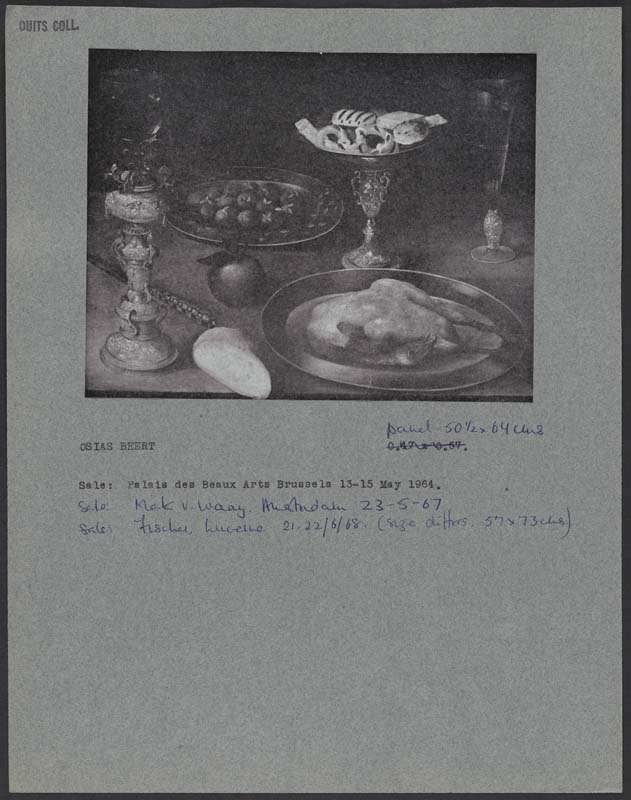 DUITS COLL.
panel 50½ x 64 cms
OSIAS BEERT
0.47 x 0.67.
Sale: Palais des Beaux Arts Brussels 13-15 May 1964.
Sale: Mak v. Waay. Amsterdam 23-5-67
Sale: Fischer, Lucerne 21-22/6/68. (size differs. 57 x 73 cms)